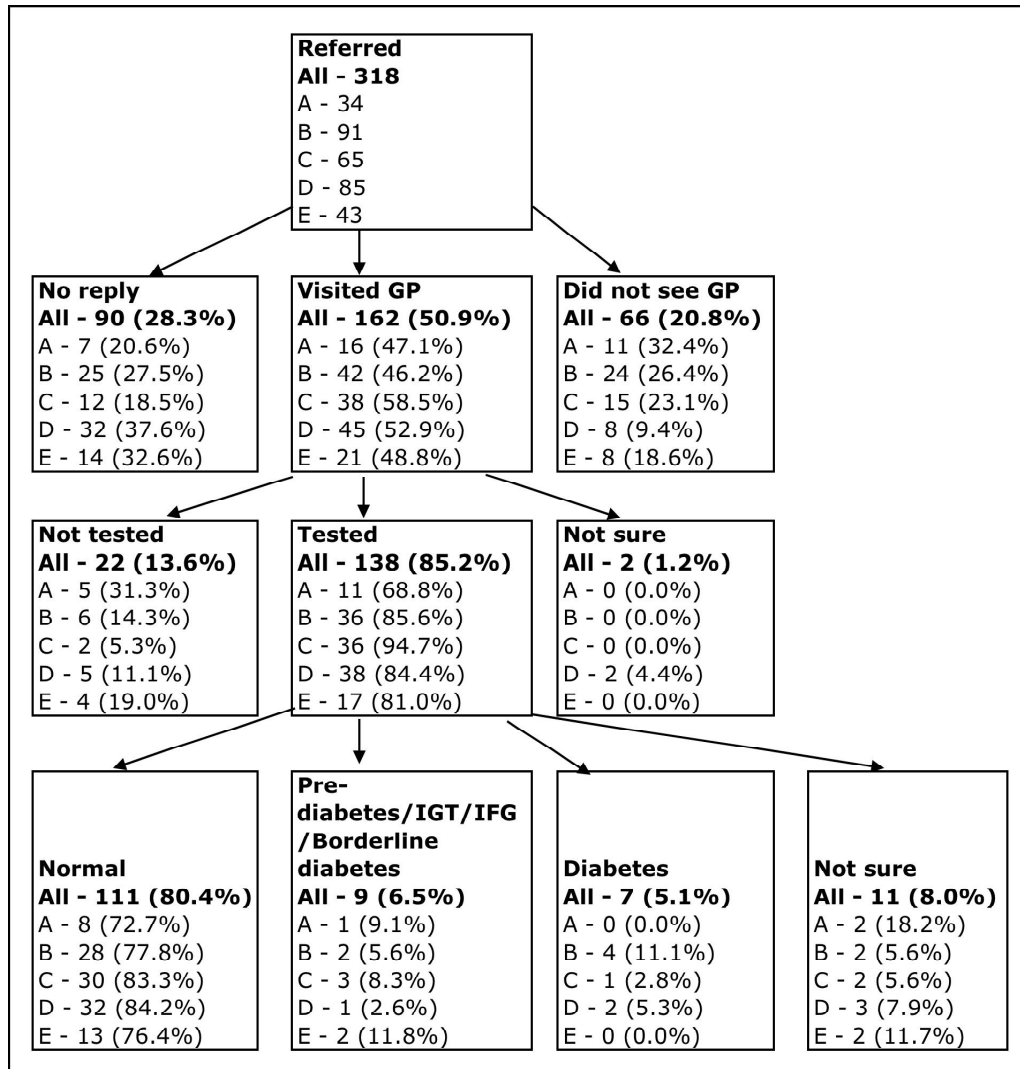 Referred
All - 318
A - 34
B - 91
C - 65
D - 85
E - 43
No reply
All - 90 (28.3%)
A - 7 (20.6%)
B - 25 (27.5%)
C - 12 (18.5%)
D - 32 (37.6%)
E - 14 (32.6%)
Visited GP
All - 162 (50.9%)
A - 16 (47.1%)
B - 42 (46.2%)
C - 38 (58.5%)
D - 45 (52.9%)
E - 21 (48.8%)
Did not see GP
All - 66 (20.8%)
A - 11 (32.4%)
B - 24 (26.4%)
C - 15 (23.1%)
D - 8 (9.4%)
E - 8 (18.6%)
Not tested
All - 22 (13.6%)
A - 5 (31.3%)
B - 6 (14.3%)
C - 2 (5.3%)
D - 5 (11.1%)
E - 4 (19.0%)
Tested
All - 138 (85.2%)
A - 11 (68.8%)
B - 36 (85.6%)
C - 36 (94.7%)
D - 38 (84.4%)
E - 17 (81.0%)
Not sure
All - 2 (1.2%)
A - 0 (0.0%)
B - 0 (0.0%)
C - 0 (0.0%)
D - 2 (4.4%)
E - 0 (0.0%)
Normal
All - 111 (80.4%)
A - 8 (72.7%)
B - 28 (77.8%)
C - 30 (83.3%)
D - 32 (84.2%)
E - 13 (76.4%)
Pre-
diabetes/IGT/IFG
/Borderline
diabetes
All - 9 (6.5%)
A - 1 (9.1%)
B - 2 (5.6%)
C - 3 (8.3%)
D - 1 (2.6%)
E - 2 (11.8%)
Diabetes
All - 7 (5.1%)
A - 0 (0.0%)
B - 4 (11.1%)
C - 1 (2.8%)
D - 2 (5.3%)
E - 0 (0.0%)
Not sure
All - 11 (8.0%)
A - 2 (18.2%)
B - 2 (5.6%)
C - 2 (5.6%)
D - 3 (7.9%)
E - 2 (11.7%)